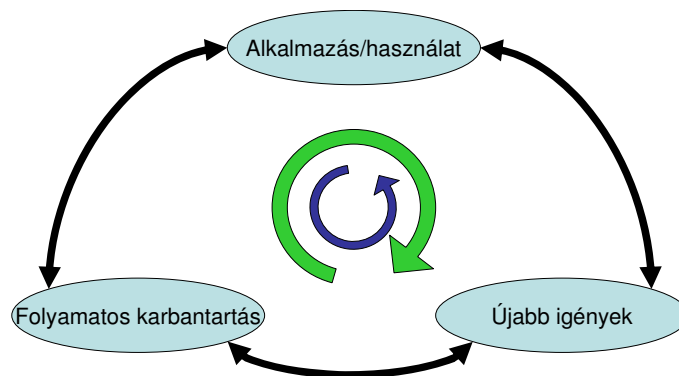 Alkalmazás/használat
Folyamatos karbantartás
Újabb igények